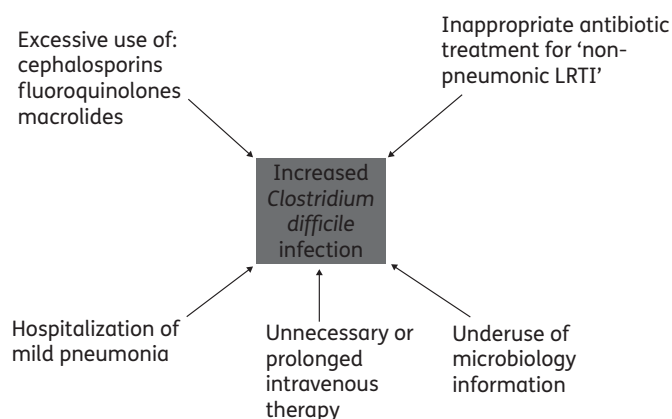 Excessive use of:
cephalosporins
fluoroquinolones
macrolides
Inappropriate antibiotic
treatment for ‘non-
pneumonic LRTI’
Increased
Clostridium
difficile
infection
Hospitalization of
mild pneumonia
Unnecessary or
prolonged
intravenous
therapy
Underuse of
microbiology
information